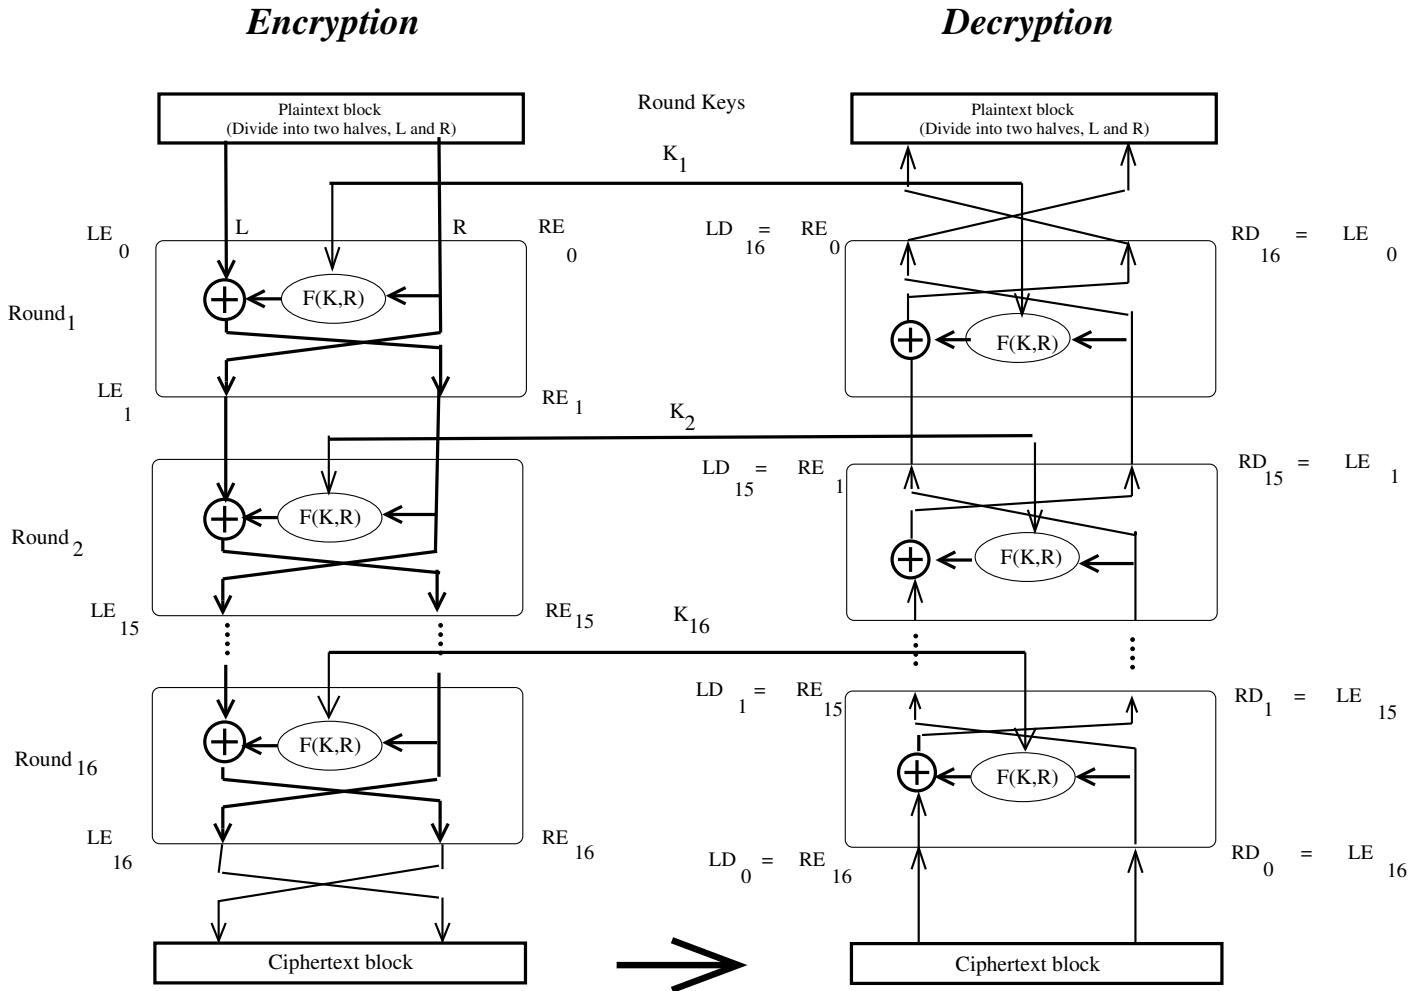 Encryption
Decryption
Plaintext block
(Divide into two halves, L and R)
Round Keys
Plaintext block
(Divide into two halves, L and R)
K1
LE0
L
R
RE0
LD16 = RE0
RD16 = LE0
Round1
F(K,R)
F(K,R)
LE1
RE1
K2
LD15 = RE1
RD15 = LE1
Round2
F(K,R)
F(K,R)
LE15
RE15
K16
LD1 = RE15
RD1 = LE15
Round16
F(K,R)
F(K,R)
LE16
RE16
LD0 = RE16
RD0 = LE16
Ciphertext block
Ciphertext block